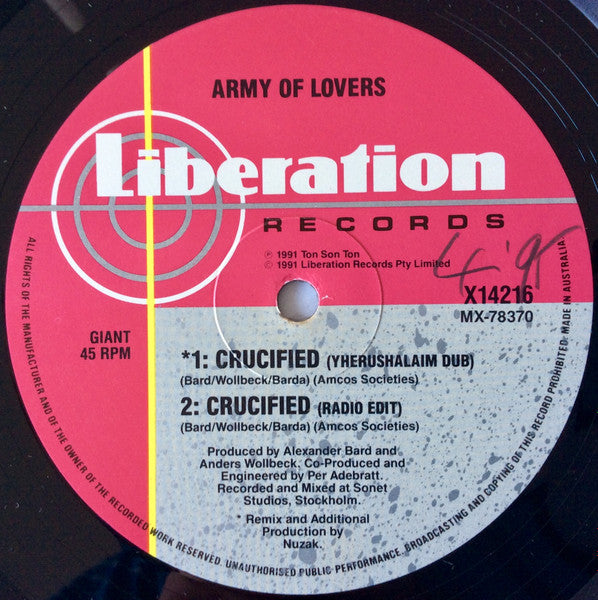 ARMY OF LOVERS
Liberation
RECORDS
℗ 1991 Ton Son Ton
© 1991 Liberation Records Pty Limited
X14216
MX-78370
GIANT
45 RPM
*1: CRUCIFIED (YHERUSHALAIM DUB)
(Bard/Wollbeck/Barda) (Amcos Societies)
2: CRUCIFIED (RADIO EDIT)
(Bard/Wollbeck/Barda) (Amcos Societies)
Produced by Alexander Bard and
Anders Wollbeck. Co-Produced and
Engineered by Per Adebratt.
Recorded and Mixed at Sonet
Studios, Stockholm.
* Remix and Additional
Production by
Nuzak.
ALL RIGHTS OF THE MANUFACTURER AND OF THE OWNER OF THE RECORDED WORK RESERVED. UNAUTHORISED PUBLIC PERFORMANCE, BROADCASTING AND COPYING OF THIS RECORD PROHIBITED. MADE IN AUSTRALIA.